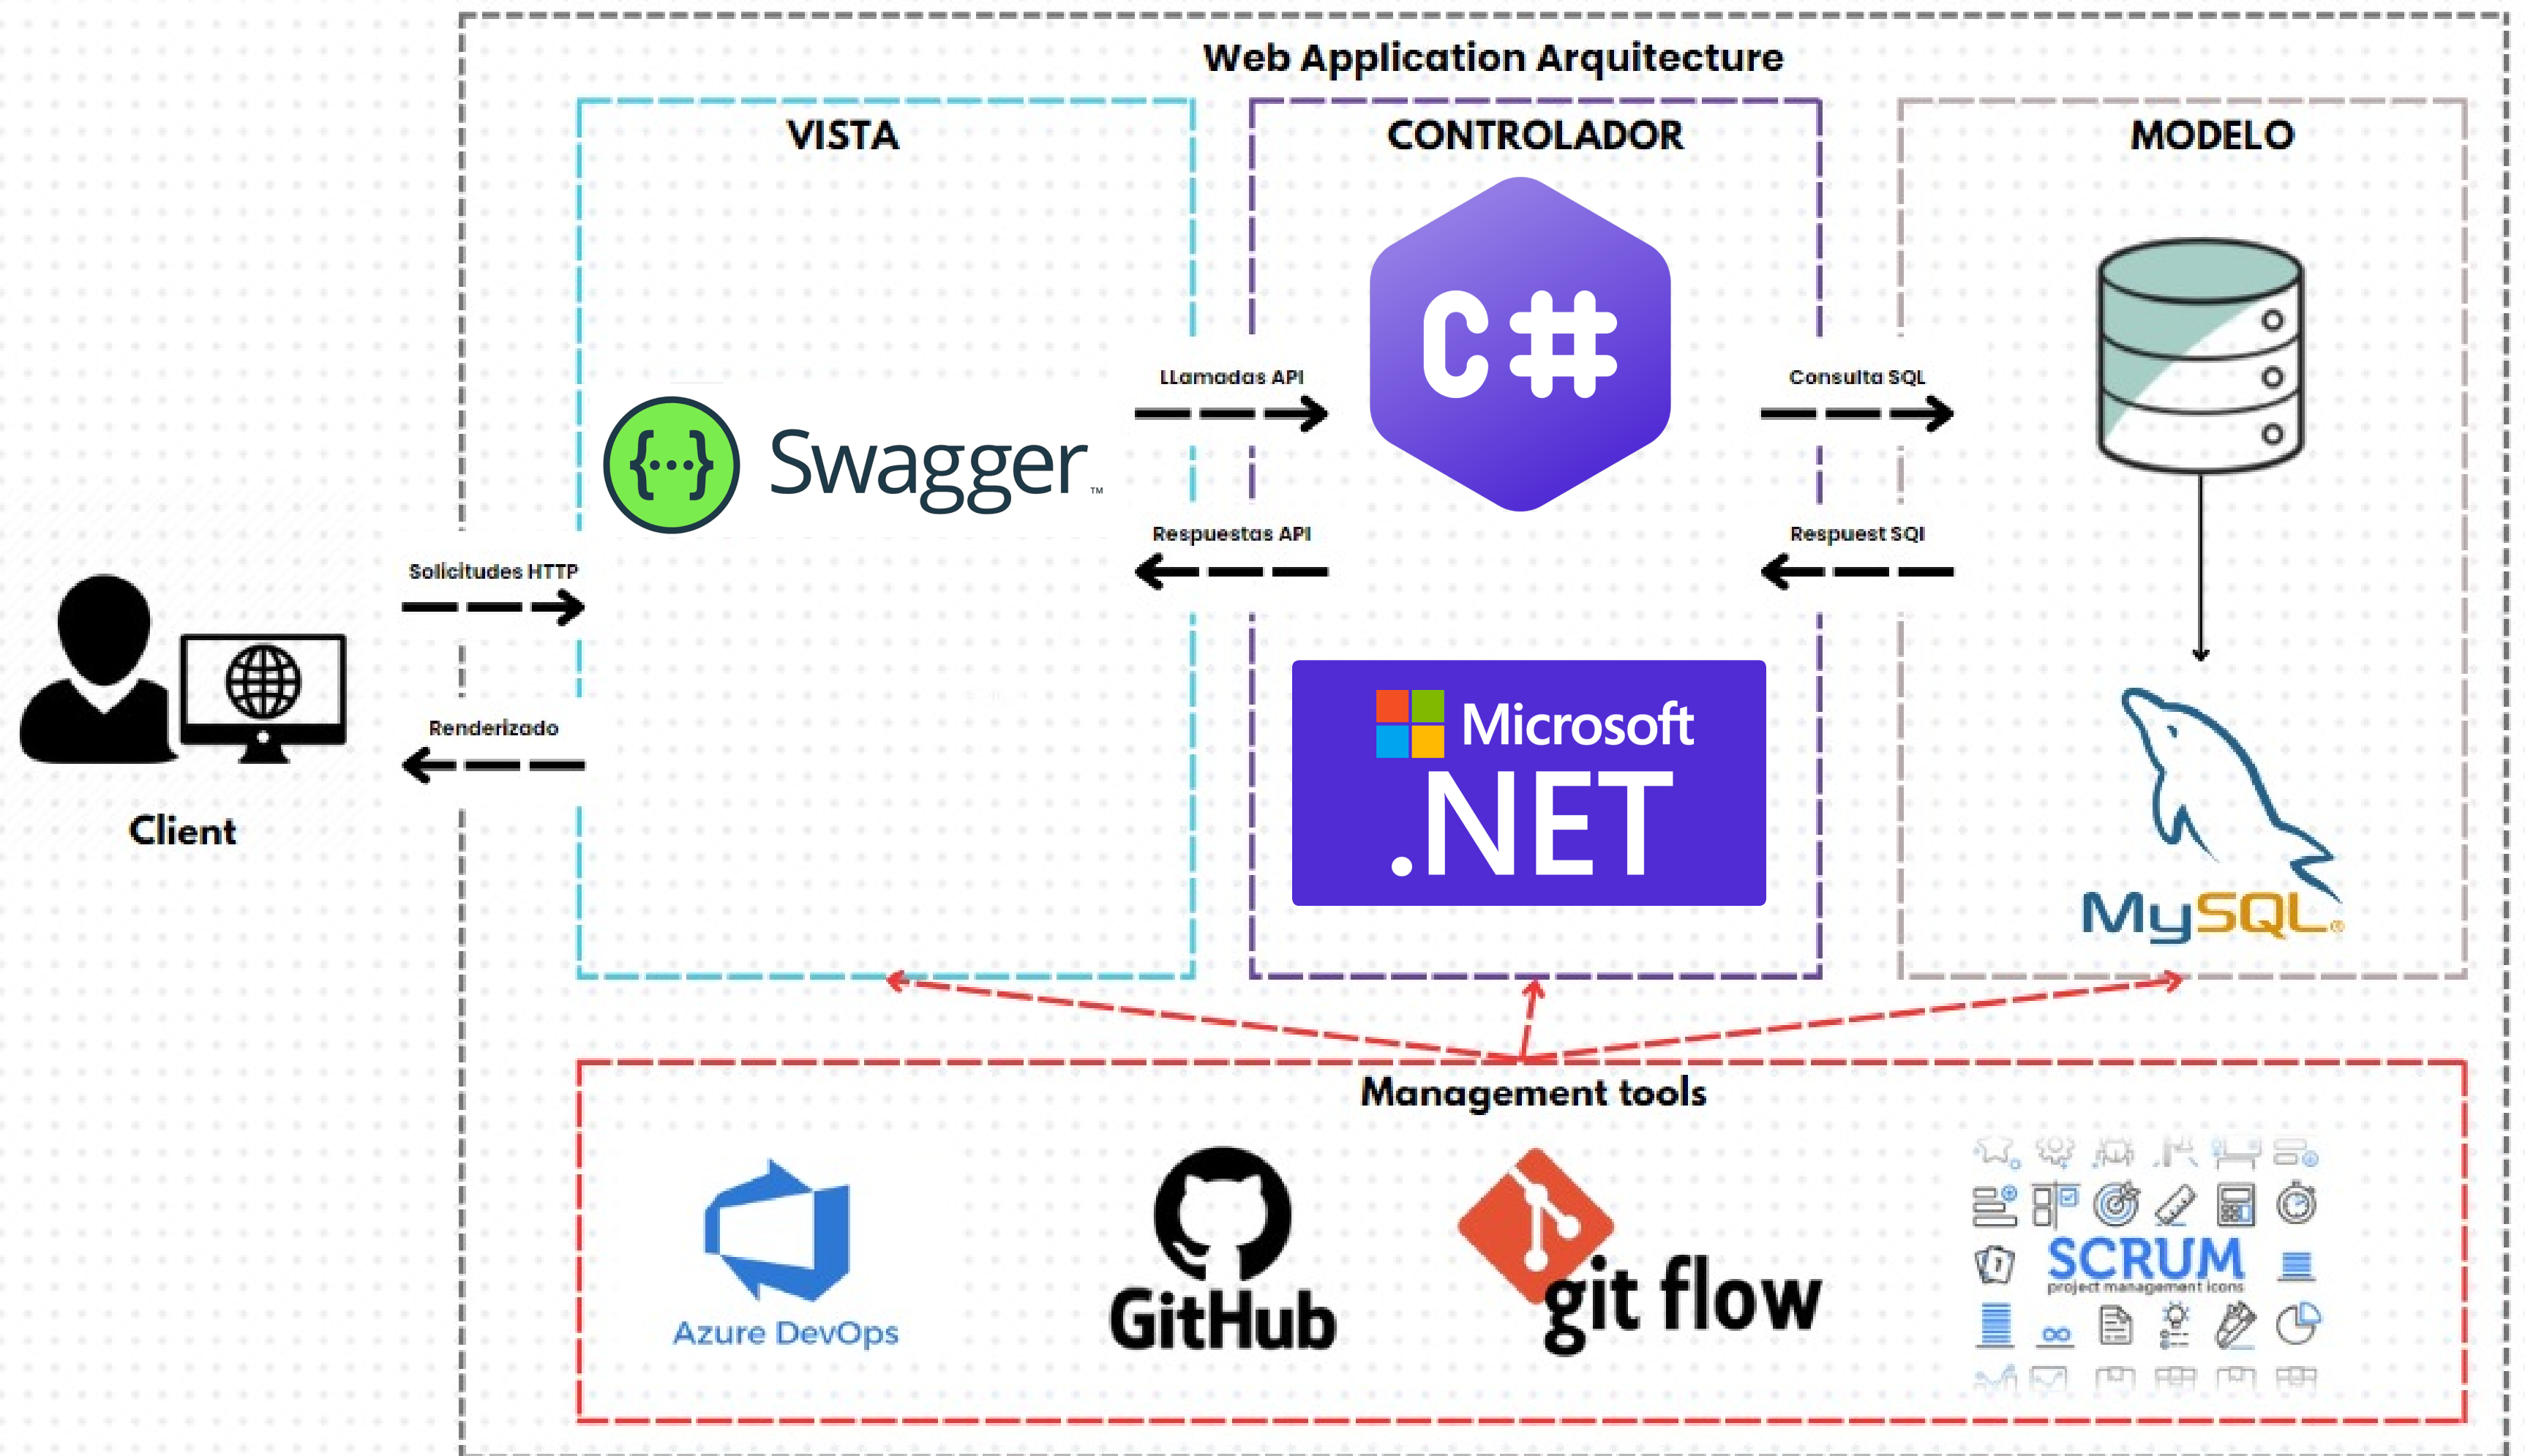 Web Application Arquitecture
VISTA
CONTROLADOR
MODELO
C#
LLamadas API
Consulta SQL
{...} Swagger™
Respuestas API
Respuest SQl
Solicitudes HTTP
Renderizado
Client
Microsoft
.NET
MySQL®
Management tools
Azure DevOps
GitHub
git flow
SCRUM
project management icons